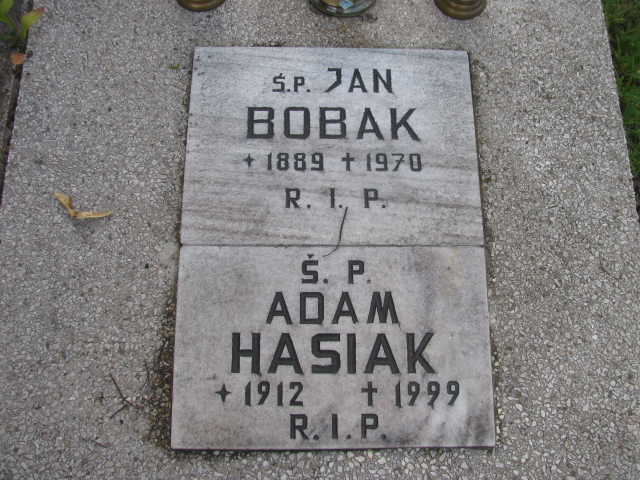 Ś.P. JAN
BOBAK
✦ 1889 ✝ 1970
R. I. P.
Ś. P.
ADAM
HASIAK
✦ 1912 ✝ 1999
R. I. P.